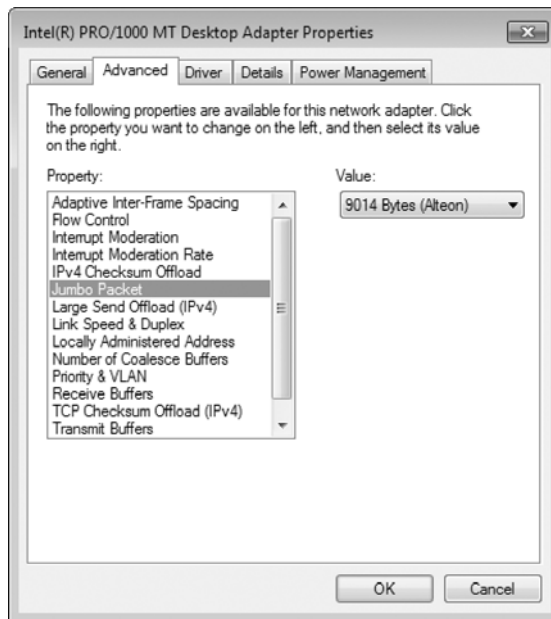 Intel(R) PRO/1000 MT Desktop Adapter Properties
General Advanced Driver Details Power Management
The following properties are available for this network adapter. Click
the property you want to change on the left, and then select its value
on the right.
Property:
Value:
Adaptive Inter-Frame Spacing
Flow Control
Interrupt Moderation
Interrupt Moderation Rate
IPv4 Checksum Offload
Jumbo Packet
Large Send Offload (IPv4)
Link Speed & Duplex
Locally Administered Address
Number of Coalesce Buffers
Priority & VLAN
Receive Buffers
TCP Checksum Offload (IPv4)
Transmit Buffers
9014 Bytes (Alteon)
OK
Cancel